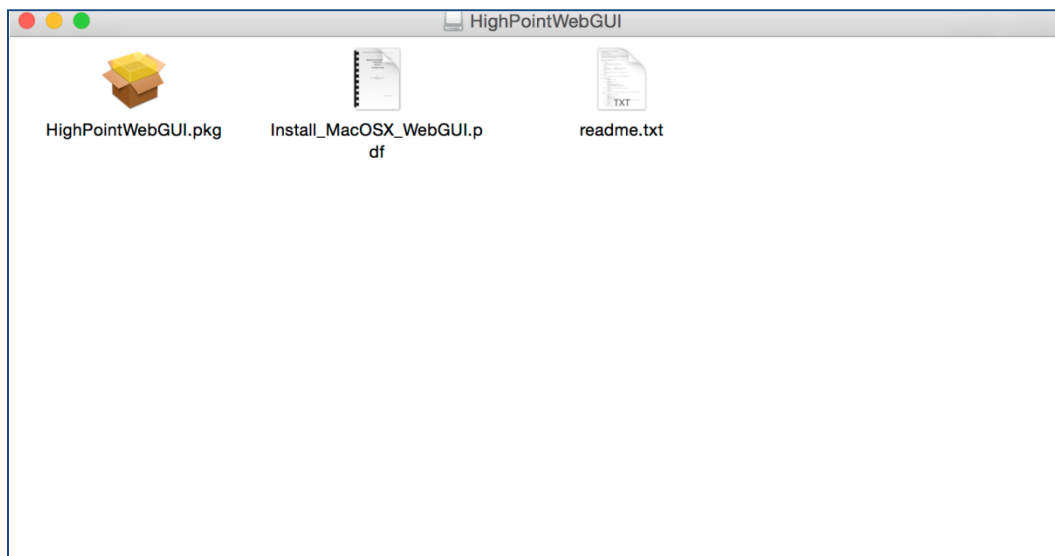 HighPointWebGUI
HighPointWebGUI.pkg
Install_MacOSX_WebGUI.p
df
TXT
readme.txt